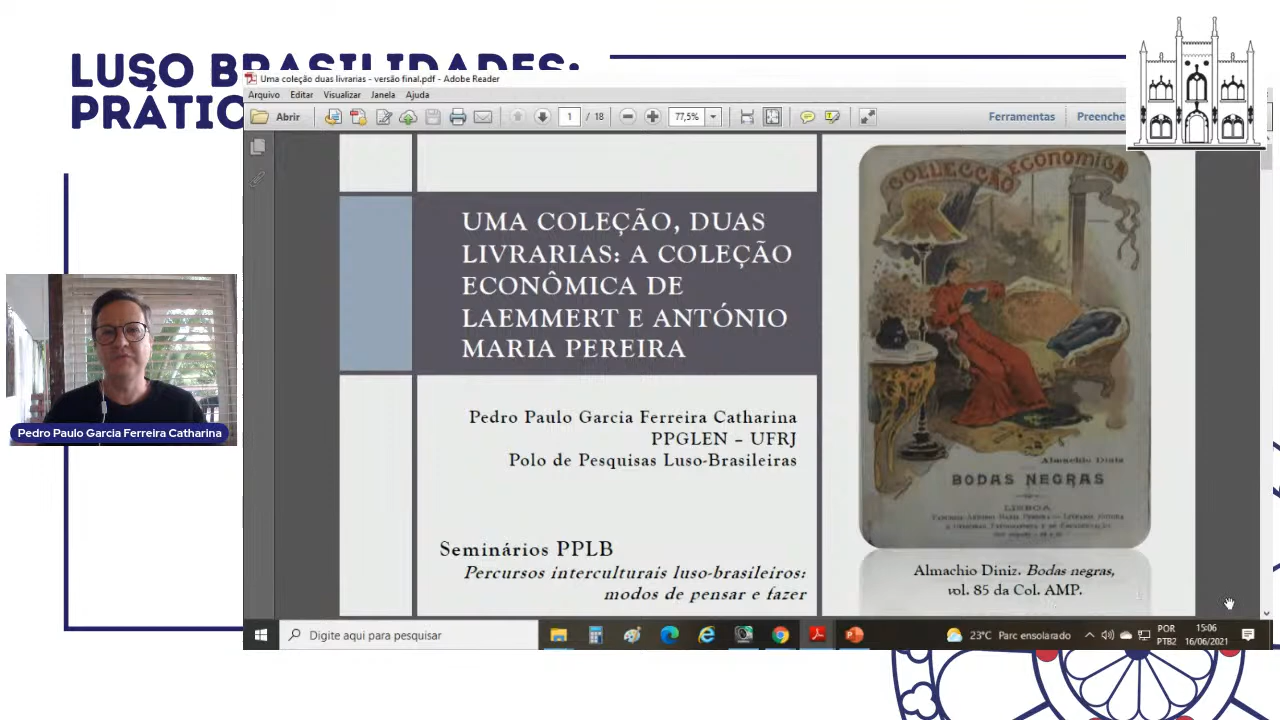 LUSO BRASILIDADES:
PRÁTIC
Uma coleção duas livrarias - versão final.pdf - Adobe Reader
Arquivo Editar Visualizar Janela Ajuda
Abrir 1 / 18 77,5% Ferramentas Preenche
UMA COLEÇÃO, DUAS
LIVRARIAS: A COLEÇÃO
ECONÔMICA DE
LAEMMERT E ANTÓNIO
MARIA PEREIRA
Pedro Paulo Garcia Ferreira Catharina
PPGLEN – UFRJ
Polo de Pesquisas Luso-Brasileiras
Seminários PPLB
Percursos interculturais luso-brasileiros:
modos de pensar e fazer
COLLECÇÃO ECONOMICA
Almachio Diniz
BODAS NEGRAS
LISBOA
Almachio Diniz. Bodas negras,
vol. 85 da Col. AMP.
Pedro Paulo Garcia Ferreira Catharina
Digite aqui para pesquisar
23°C Parc ensolarado
POR
PTB2
15:06
16/06/2021